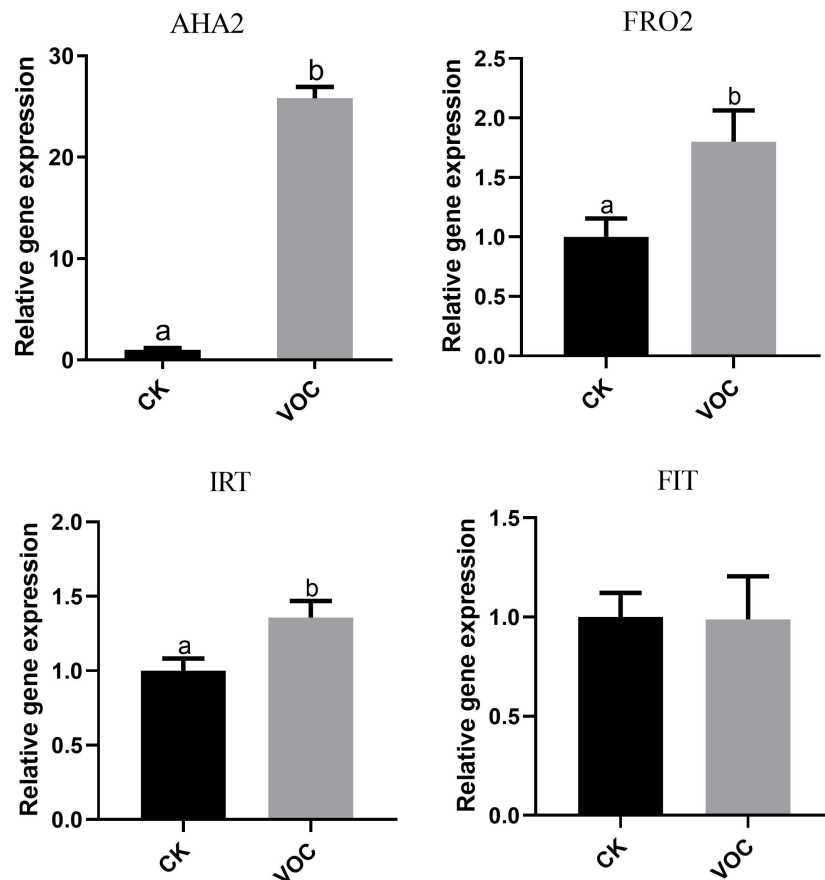 AHA2
Relative gene expression
30
20
10
0
a
b
CK
VOC
FRO2
Relative gene expression
2.5
2.0
1.5
1.0
0.5
0.0
a
b
CK
VOC
IRT
Relative gene expression
2.0
1.5
1.0
0.5
0.0
a
b
CK
VOC
FIT
Relative gene expression
1.5
1.0
0.5
0.0
CK
VOC